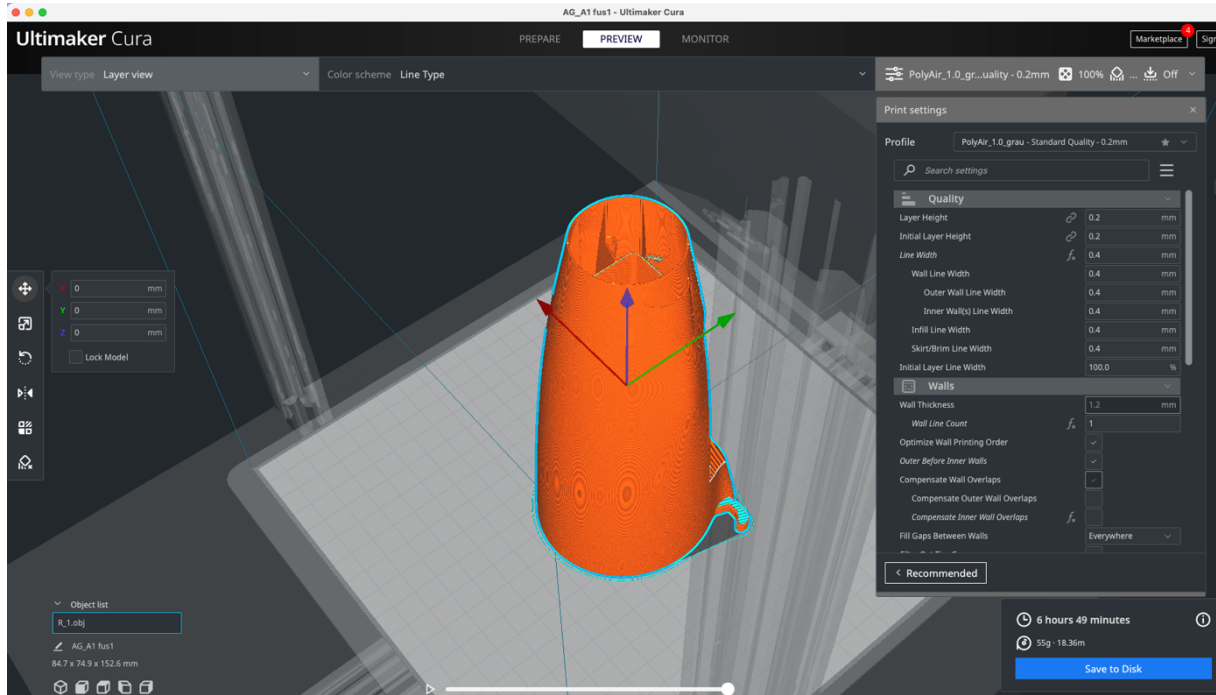 AG_A1 fus1 - Ultimaker Cura
Ultimaker Cura
PREPARE PREVIEW MONITOR
Marketplace 4
View type Layer view
Color scheme Line Type
PolyAir_1.0_gr...uality - 0.2mm 100% ... Off
Print settings
Profile PolyAir_1.0_grau - Standard Quality - 0.2mm
Search settings
Quality
Layer Height 0.2 mm
Initial Layer Height 0.2 mm
Line Width 0.4 mm
Wall Line Width 0.4 mm
Outer Wall Line Width 0.4 mm
Inner Wall(s) Line Width 0.4 mm
Infill Line Width 0.4 mm
Skirt/Brim Line Width 0.4 mm
Initial Layer Line Width 100.0 %
Walls
Wall Thickness 1.2 mm
Wall Line Count 1
Optimize Wall Printing Order
Outer Before Inner Walls
Compensate Wall Overlaps
Compensate Outer Wall Overlaps
Compensate Inner Wall Overlaps
Fill Gaps Between Walls Everywhere
< Recommended
X 0 mm
Y 0 mm
Z 0 mm
Lock Model
Object list
R_1.obj
AG_A1 fus1
84.7 x 74.9 x 152.6 mm
6 hours 49 minutes
55g · 18.36m
Save to Disk